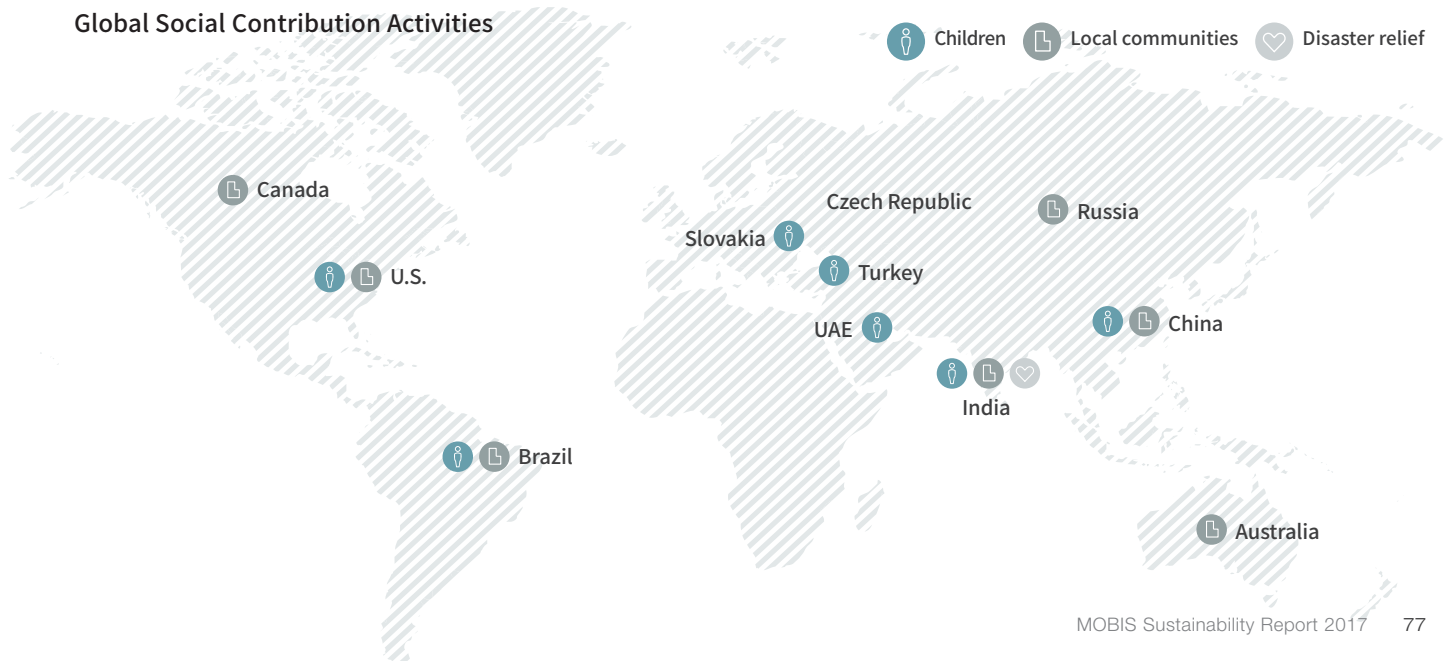 Global Social Contribution Activities
Children
Local communities
Disaster relief
Canada
Czech Republic
Russia
Slovakia
U.S.
Turkey
UAE
China
India
Brazil
Australia
MOBIS Sustainability Report 2017 77